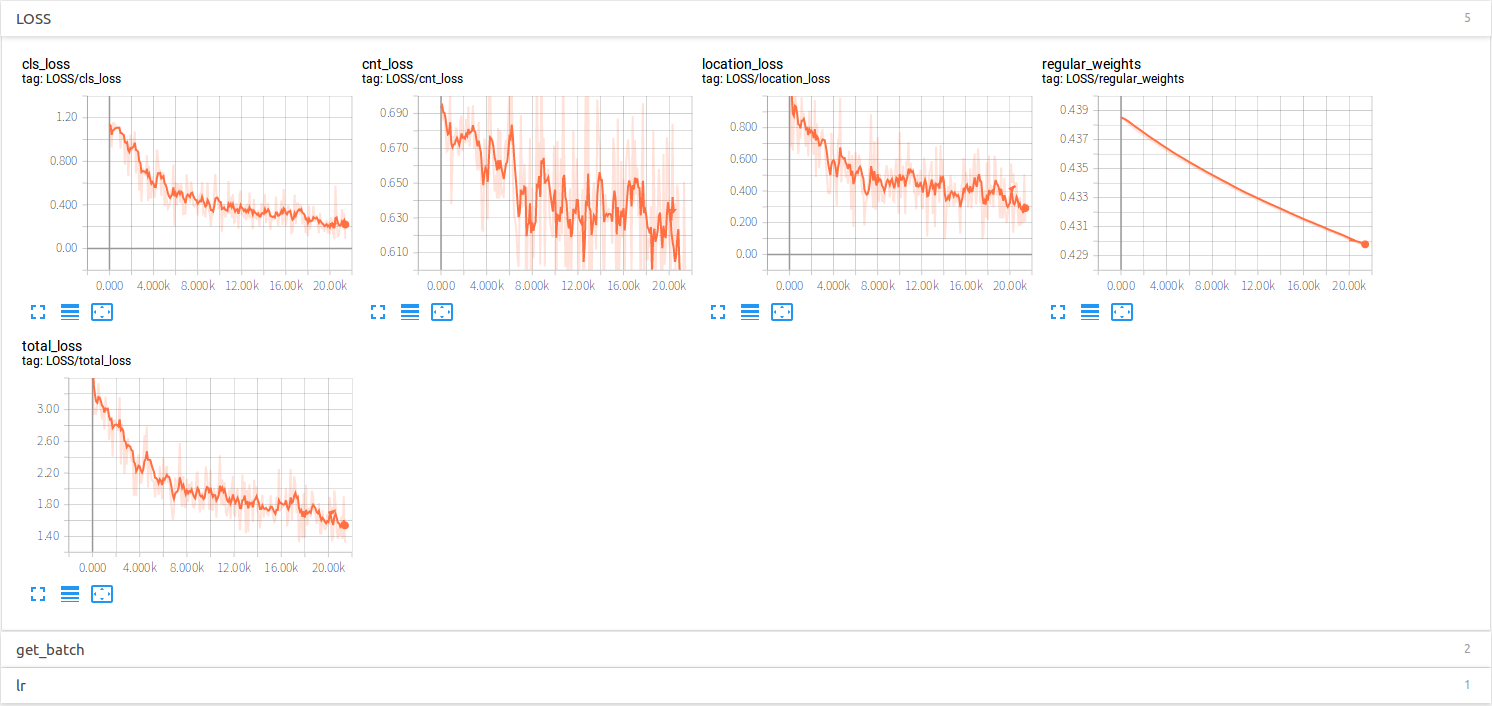 LOSS 5
cls_loss cnt_loss location_loss regular_weights
tag: LOSS/cls_loss tag: LOSS/cnt_loss tag: LOSS/location_loss tag: LOSS/regular_weights
1.20
0.800
0.400
0.00
0.000 4.000k 8.000k 12.00k 16.00k 20.00k
0.690
0.670
0.650
0.630
0.610
0.000 4.000k 8.000k 12.00k 16.00k 20.00k
0.800
0.600
0.400
0.200
0.00
0.000 4.000k 8.000k 12.00k 16.00k 20.00k
0.439
0.437
0.435
0.433
0.431
0.429
0.000 4.000k 8.000k 12.00k 16.00k 20.00k
total_loss
tag: LOSS/total_loss
3.00
2.60
2.20
1.80
1.40
0.000 4.000k 8.000k 12.00k 16.00k 20.00k
get_batch 2
lr 1